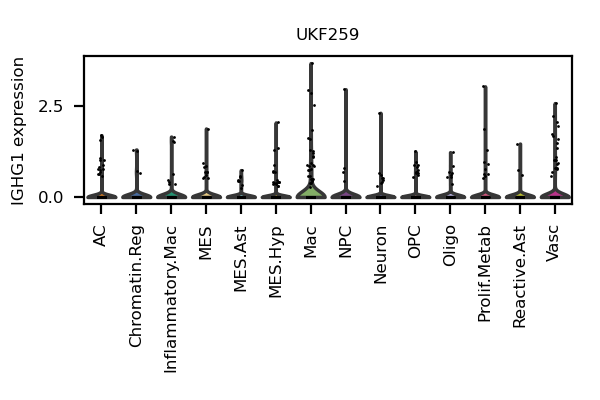 UKF259
IGHG1 expression
2.5
0.0
AC
Chromatin.Reg
Inflammatory.Mac
MES
MES.Ast
MES.Hyp
Mac
NPC
Neuron
OPC
Oligo
Prolif.Metab
Reactive.Ast
Vasc